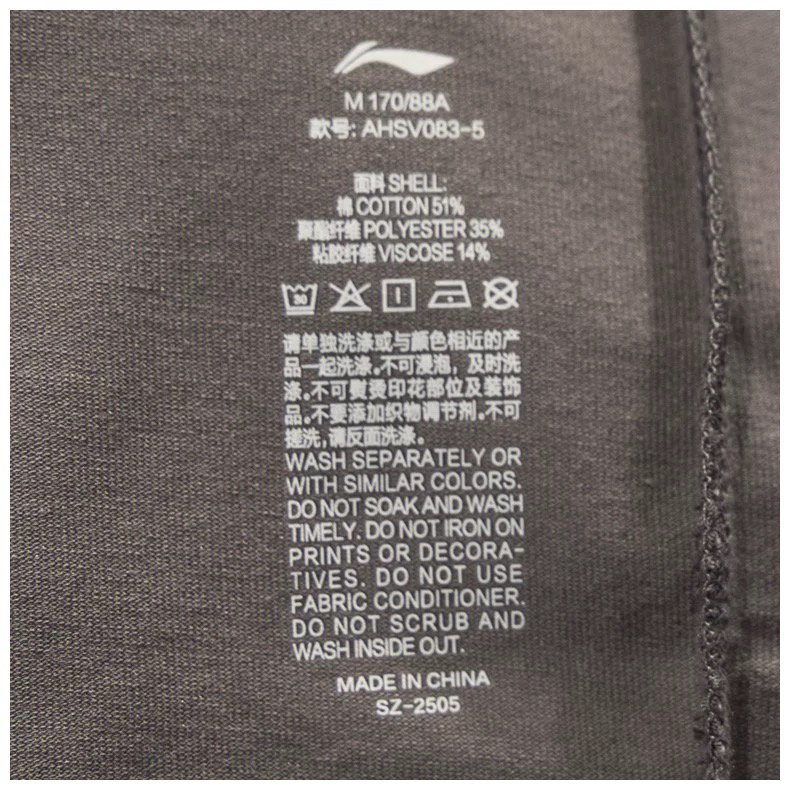 M 170/88A
款号: AHSV083-5
面料 SHELL:
棉 COTTON 51%
聚酯纤维 POLYESTER 35%
粘胶纤维 VISCOSE 14%
30
请单独洗涤或与颜色相近的产
品一起洗涤。不可浸泡，及时洗
涤。不可熨烫印花部位及装饰
品。不要添加织物调节剂。不可
搓洗,请反面洗涤。
WASH SEPARATELY OR
WITH SIMILAR COLORS.
DO NOT SOAK AND WASH
TIMELY. DO NOT IRON ON
PRINTS OR DECORA-
TIVES. DO NOT USE
FABRIC CONDITIONER.
DO NOT SCRUB AND
WASH INSIDE OUT.
MADE IN CHINA
SZ-2505